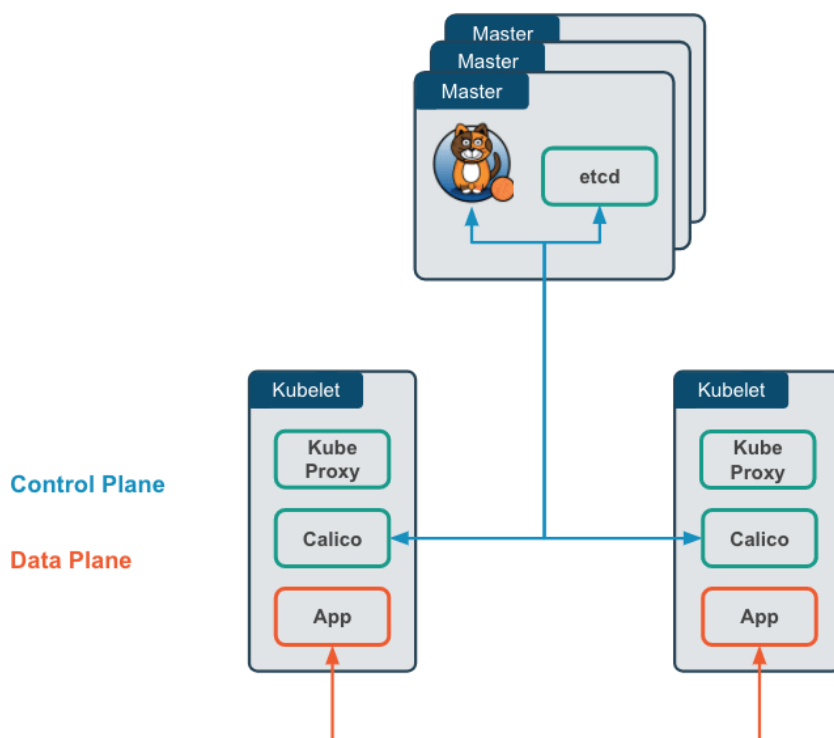 Master
Master
Master
etcd
Kubelet
Kube
Proxy
Calico
App
Kubelet
Kube
Proxy
Calico
App
Control Plane
Data Plane